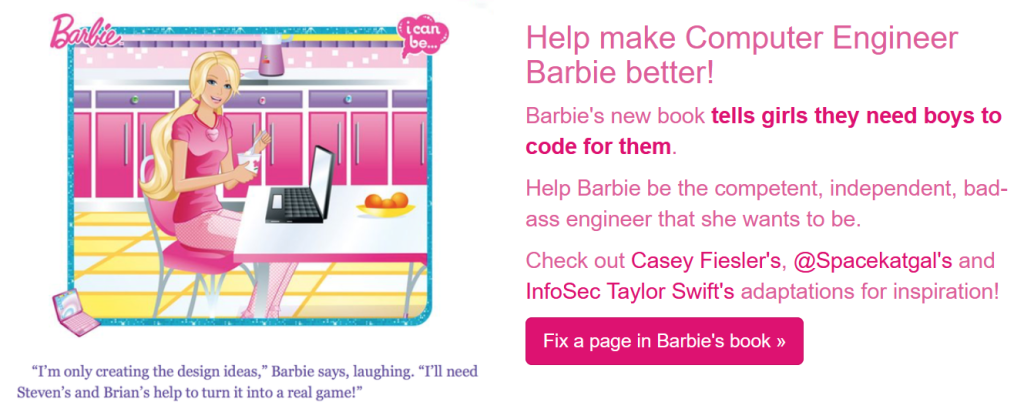 Barbie
i can
be...
"I'm only creating the design ideas," Barbie says, laughing. "I'll need
Steven's and Brian's help to turn it into a real game!"
Help make Computer Engineer
Barbie better!
Barbie's new book tells girls they need boys to
code for them.
Help Barbie be the competent, independent, bad-
ass engineer that she wants to be.
Check out Casey Fiesler's, @Spacekatgal's and
InfoSec Taylor Swift's adaptations for inspiration!
Fix a page in Barbie's book »